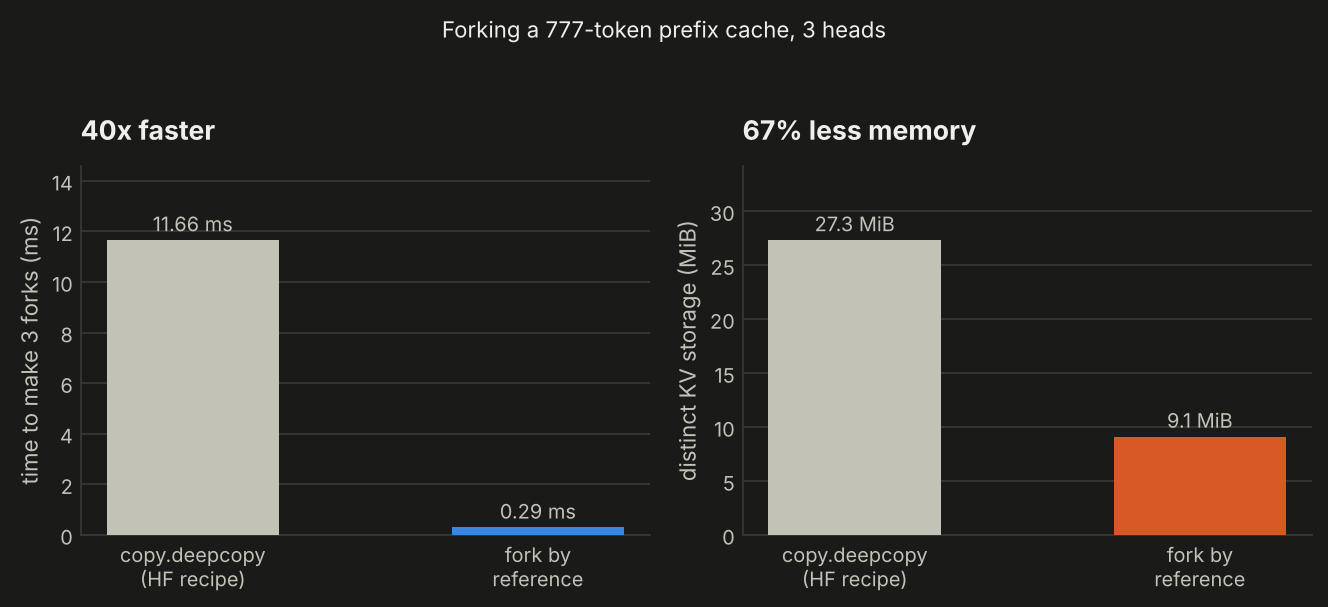 Forking a 777-token prefix cache, 3 heads
40x faster
time to make 3 forks (ms)
14
12
10
8
6
4
2
0
11.66 ms
0.29 ms
copy.deepcopy
(HF recipe)
fork by
reference
67% less memory
distinct KV storage (MiB)
30
25
20
15
10
5
0
27.3 MiB
9.1 MiB
copy.deepcopy
(HF recipe)
fork by
reference